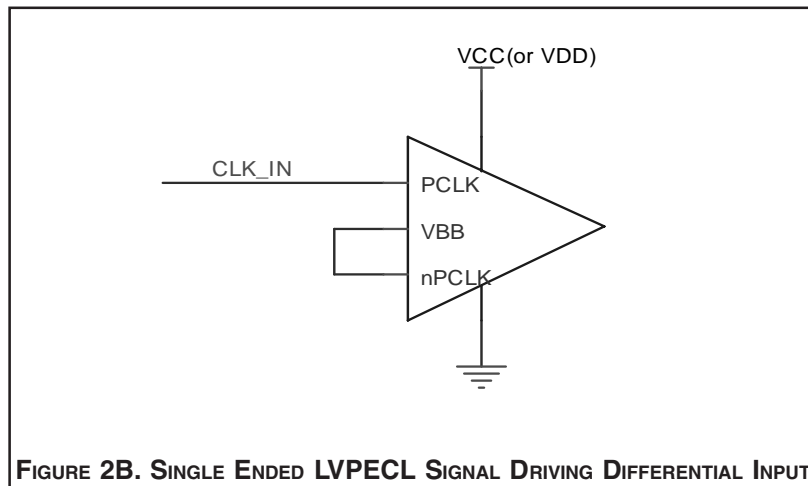 VCC(or VDD)
CLK_IN
PCLK
VBB
nPCLK
FIGURE 2B. SINGLE ENDED LVPECL SIGNAL DRIVING DIFFERENTIAL INPUT